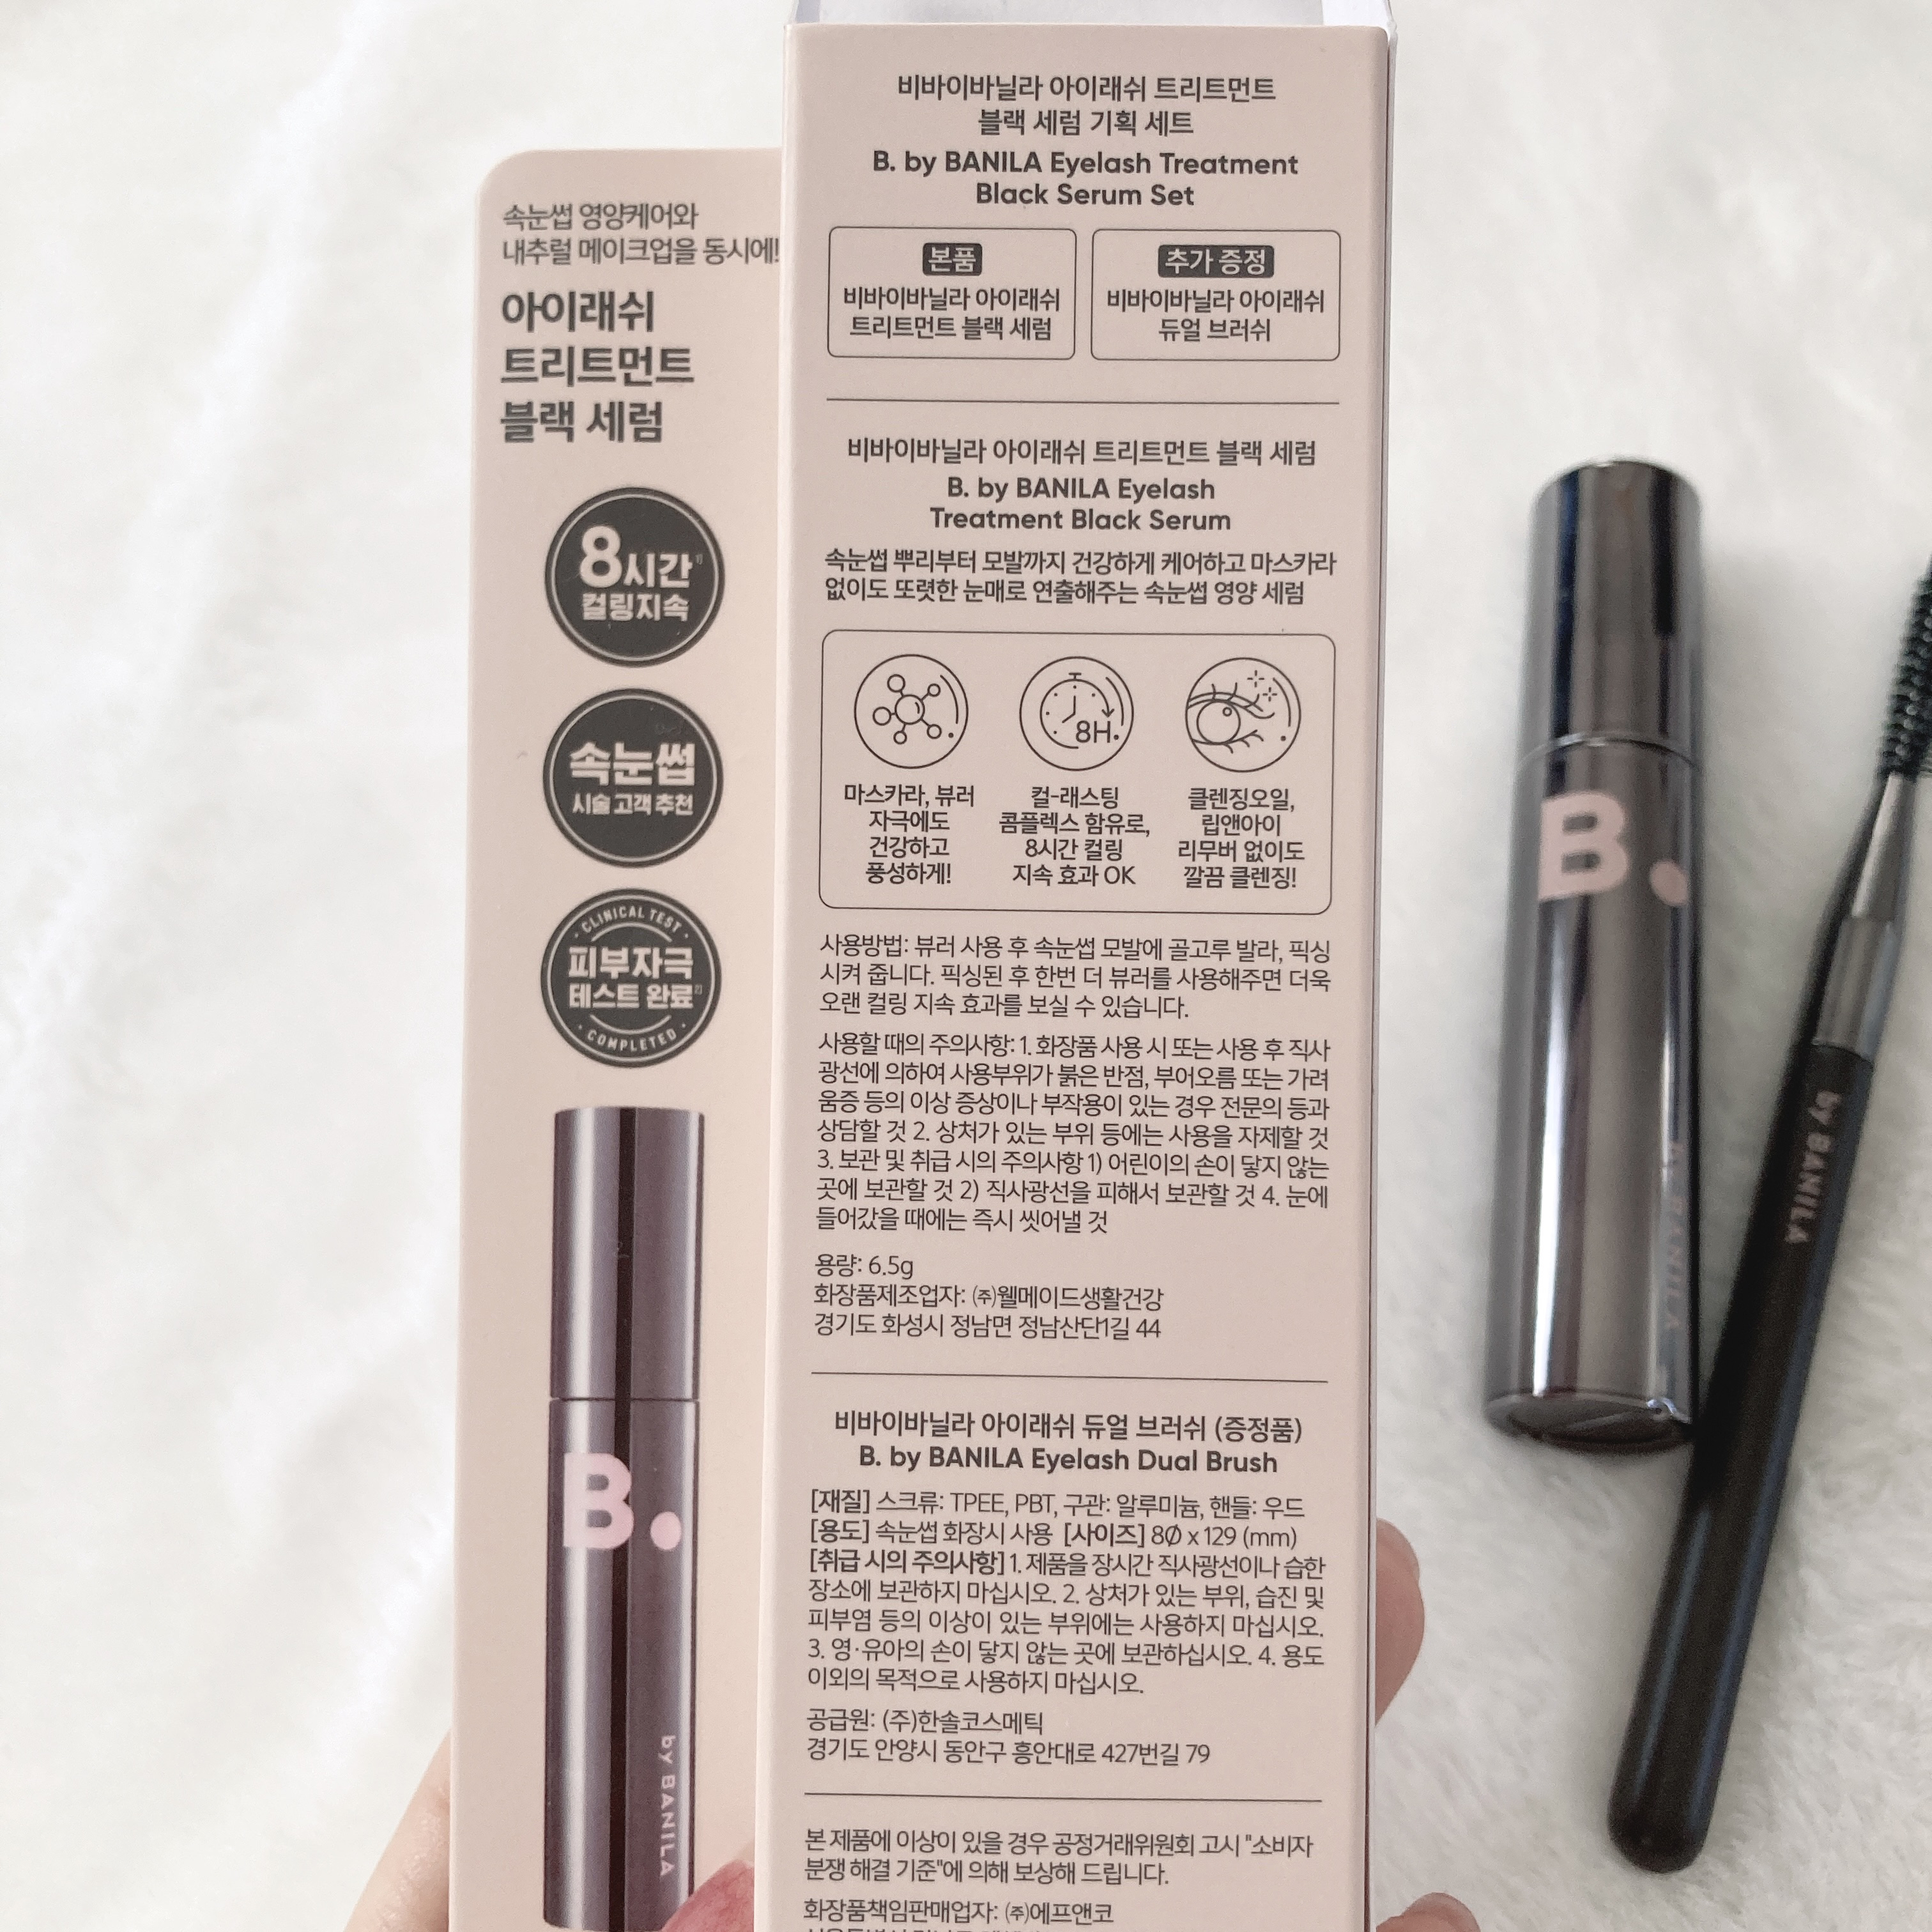 속눈썹 영양케어와
내추럴 메이크업을 동시에!
아이래쉬
트리트먼트
블랙 세럼
8시간1)
컬링지속
속눈썹
시술 고객 추천
CLINICAL TEST
피부자극
테스트 완료2)
COMPLETED
B.
by BANILA
비바이바닐라 아이래쉬 트리트먼트
블랙 세럼 기획 세트
B. by BANILA Eyelash Treatment
Black Serum Set
본품
비바이바닐라 아이래쉬
트리트먼트 블랙 세럼
추가 증정
비바이바닐라 아이래쉬
듀얼 브러쉬
비바이바닐라 아이래쉬 트리트먼트 블랙 세럼
B. by BANILA Eyelash
Treatment Black Serum
속눈썹 뿌리부터 모발까지 건강하게 케어하고 마스카라
없이도 또렷한 눈매로 연출해주는 속눈썹 영양 세럼
마스카라, 뷰러
자극에도
건강하고
풍성하게!
8H.
컬-래스팅
콤플렉스 함유로,
8시간 컬링
지속 효과 OK
클렌징오일,
립앤아이
리무버 없이도
깔끔 클렌징!
사용방법: 뷰러 사용 후 속눈썹 모발에 골고루 발라, 픽싱
시켜 줍니다. 픽싱된 후 한번 더 뷰러를 사용해주면 더욱
오랜 컬링 지속 효과를 보실 수 있습니다.
사용할 때의 주의사항: 1. 화장품 사용 시 또는 사용 후 직사
광선에 의하여 사용부위가 붉은 반점, 부어오름 또는 가려
움증 등의 이상 증상이나 부작용이 있는 경우 전문의 등과
상담할 것 2. 상처가 있는 부위 등에는 사용을 자제할 것
3. 보관 및 취급 시의 주의사항 1) 어린이의 손이 닿지 않는
곳에 보관할 것 2) 직사광선을 피해서 보관할 것 4. 눈에
들어갔을 때에는 즉시 씻어낼 것
용량: 6.5g
화장품제조업자: ㈜웰메이드생활건강
경기도 화성시 정남면 정남산단1길 44
비바이바닐라 아이래쉬 듀얼 브러쉬 (증정품)
B. by BANILA Eyelash Dual Brush
[재질] 스크류: TPEE, PBT, 구관: 알루미늄, 핸들: 우드
[용도] 속눈썹 화장시 사용 [사이즈] 8Ø x 129 (mm)
[취급 시의 주의사항] 1. 제품을 장시간 직사광선이나 습한
장소에 보관하지 마십시오. 2. 상처가 있는 부위, 습진 및
피부염 등의 이상이 있는 부위에는 사용하지 마십시오.
3. 영·유아의 손이 닿지 않는 곳에 보관하십시오. 4. 용도
이외의 목적으로 사용하지 마십시오.
공급원: (주)한솔코스메틱
경기도 안양시 동안구 흥안대로 427번길 79
본 제품에 이상이 있을 경우 공정거래위원회 고시 "소비자
분쟁 해결 기준"에 의해 보상해 드립니다.
화장품책임판매업자: ㈜에프앤코
B.
by BANILA
by BANILA